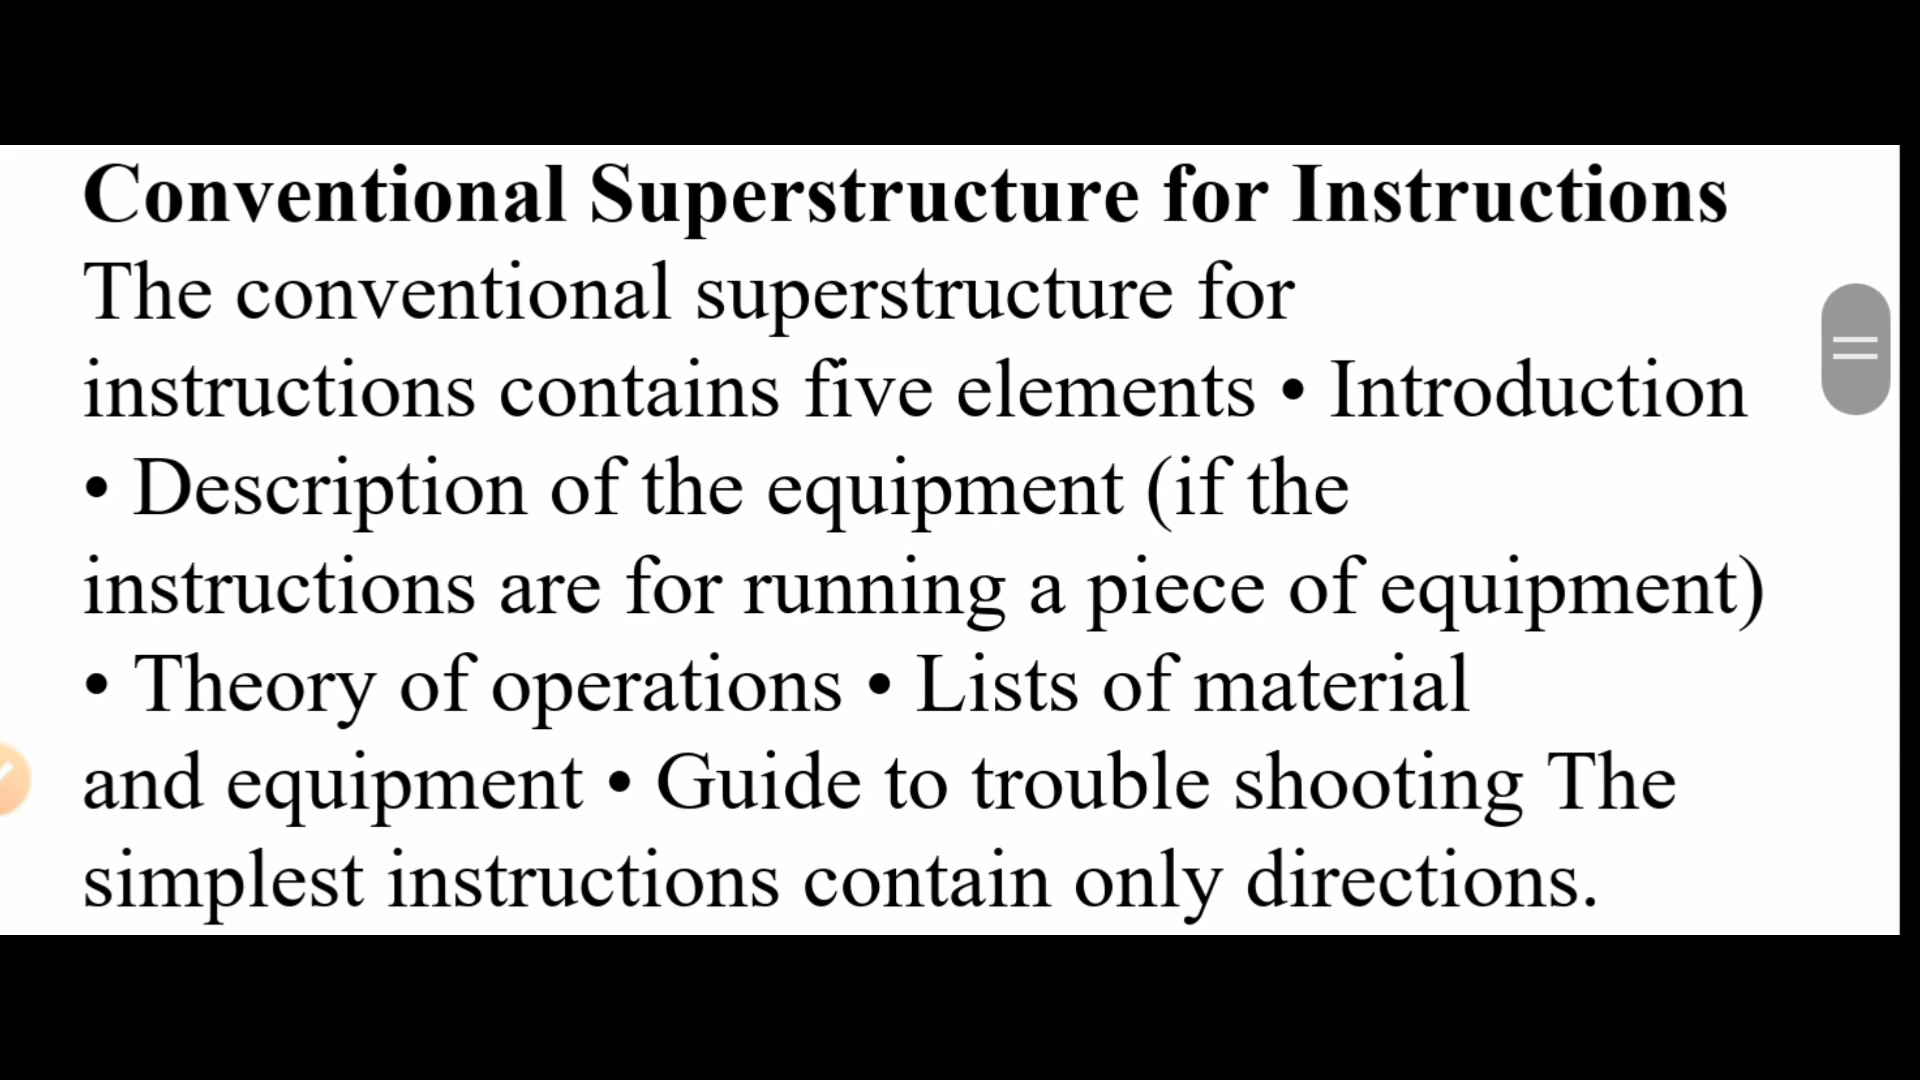 Conventional Superstructure for Instructions
The conventional superstructure for
instructions contains five elements • Introduction
• Description of the equipment (if the
instructions are for running a piece of equipment)
• Theory of operations • Lists of material
and equipment • Guide to trouble shooting The
simplest instructions contain only directions.